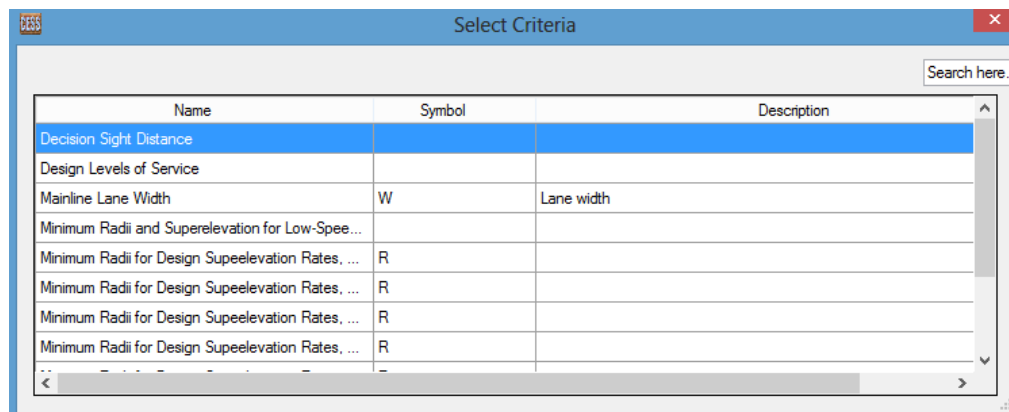 CESS
Select Criteria
Search here.
Name Symbol Description
Decision Sight Distance
Design Levels of Service
Mainline Lane Width W Lane width
Minimum Radii and Superelevation for Low-Spee...
Minimum Radii for Design Supeelevation Rates, ... R
Minimum Radii for Design Supeelevation Rates, ... R
Minimum Radii for Design Supeelevation Rates, ... R
Minimum Radii for Design Supeelevation Rates, ... R